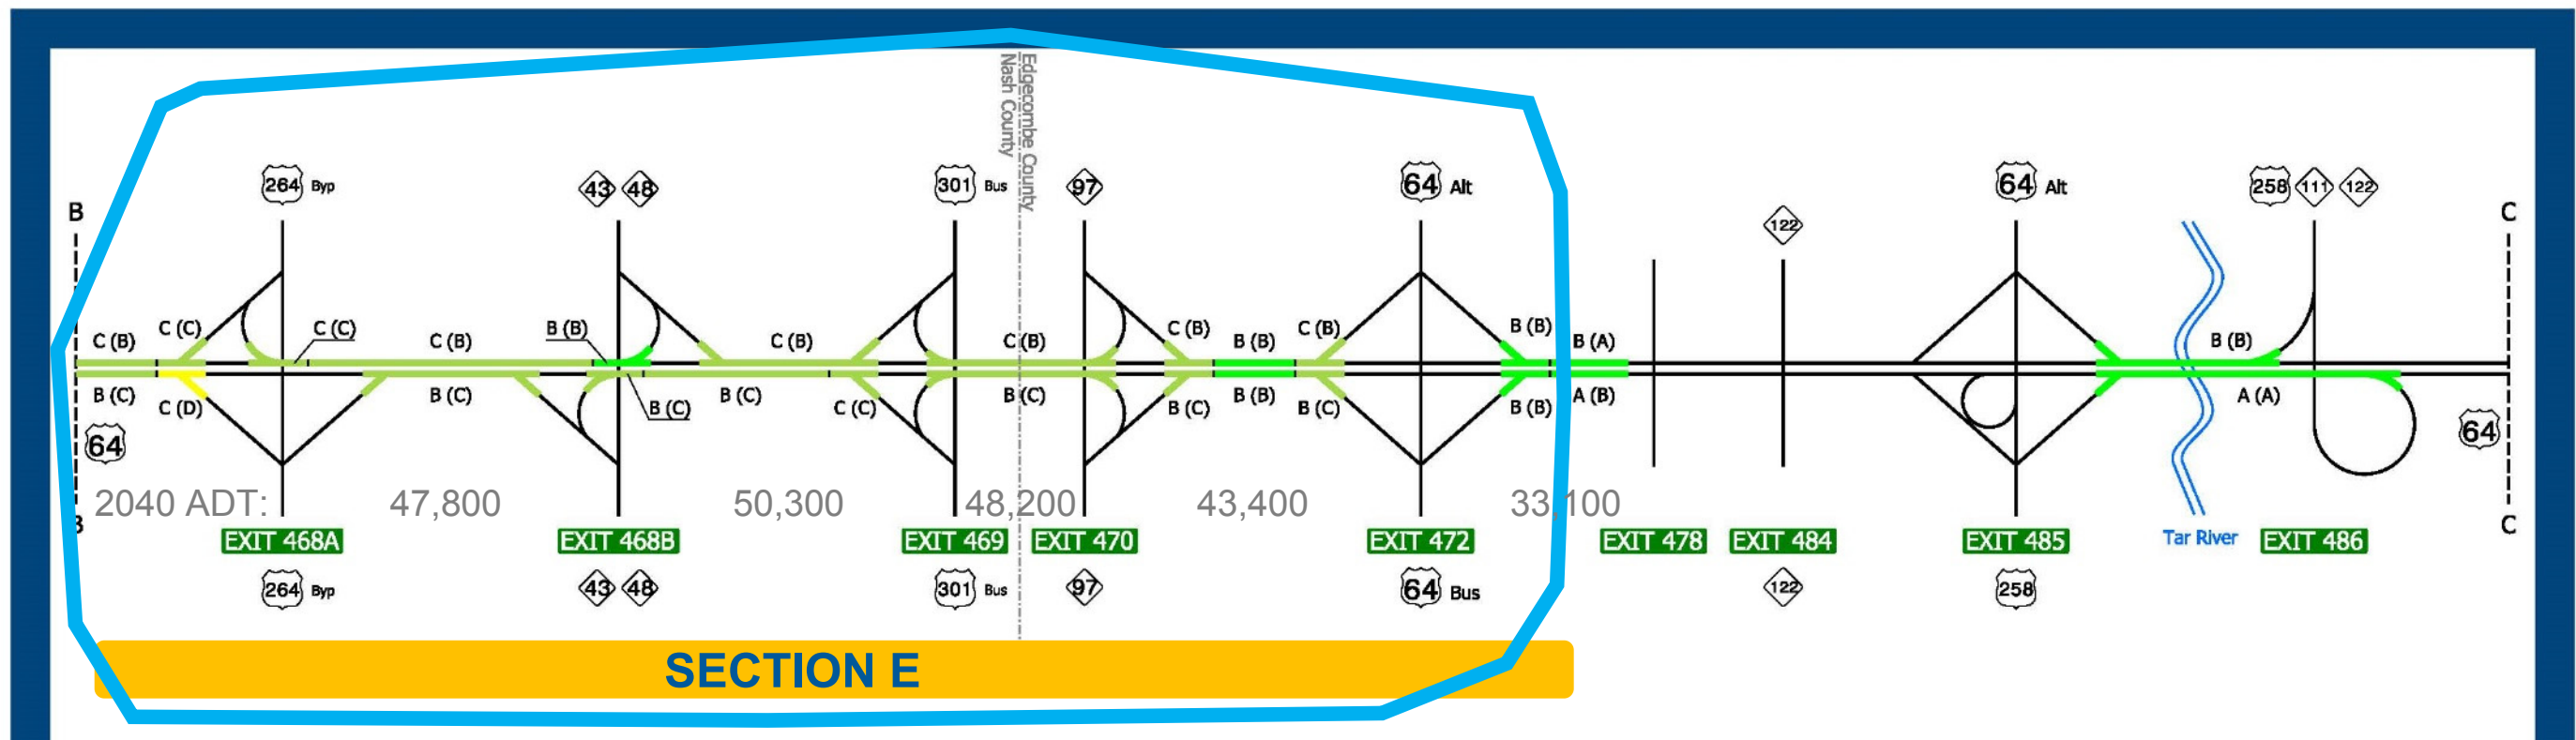 Edgecombe County
Nash County
264 Byp
43 48
301 Bus
97
64 Alt
122
64 Alt
258 111 122
B
C
C (B)
C (C)
C (C)
C (B)
B (B)
C (B)
C (B)
C (B)
B (B)
C (B)
B (B)
B (A)
B (B)
B (C)
C (D)
B (C)
B (C)
B (C)
C (C)
B (C)
B (C)
B (B)
B (C)
B (B)
A (B)
A (A)
64
64
2040 ADT: 47,800 50,300 48,200 43,400 33,100
B
C
EXIT 468A
EXIT 468B
EXIT 469
EXIT 470
EXIT 472
EXIT 478
EXIT 484
EXIT 485
Tar River
EXIT 486
264 Byp
43 48
301 Bus
97
64 Bus
122
258
SECTION E